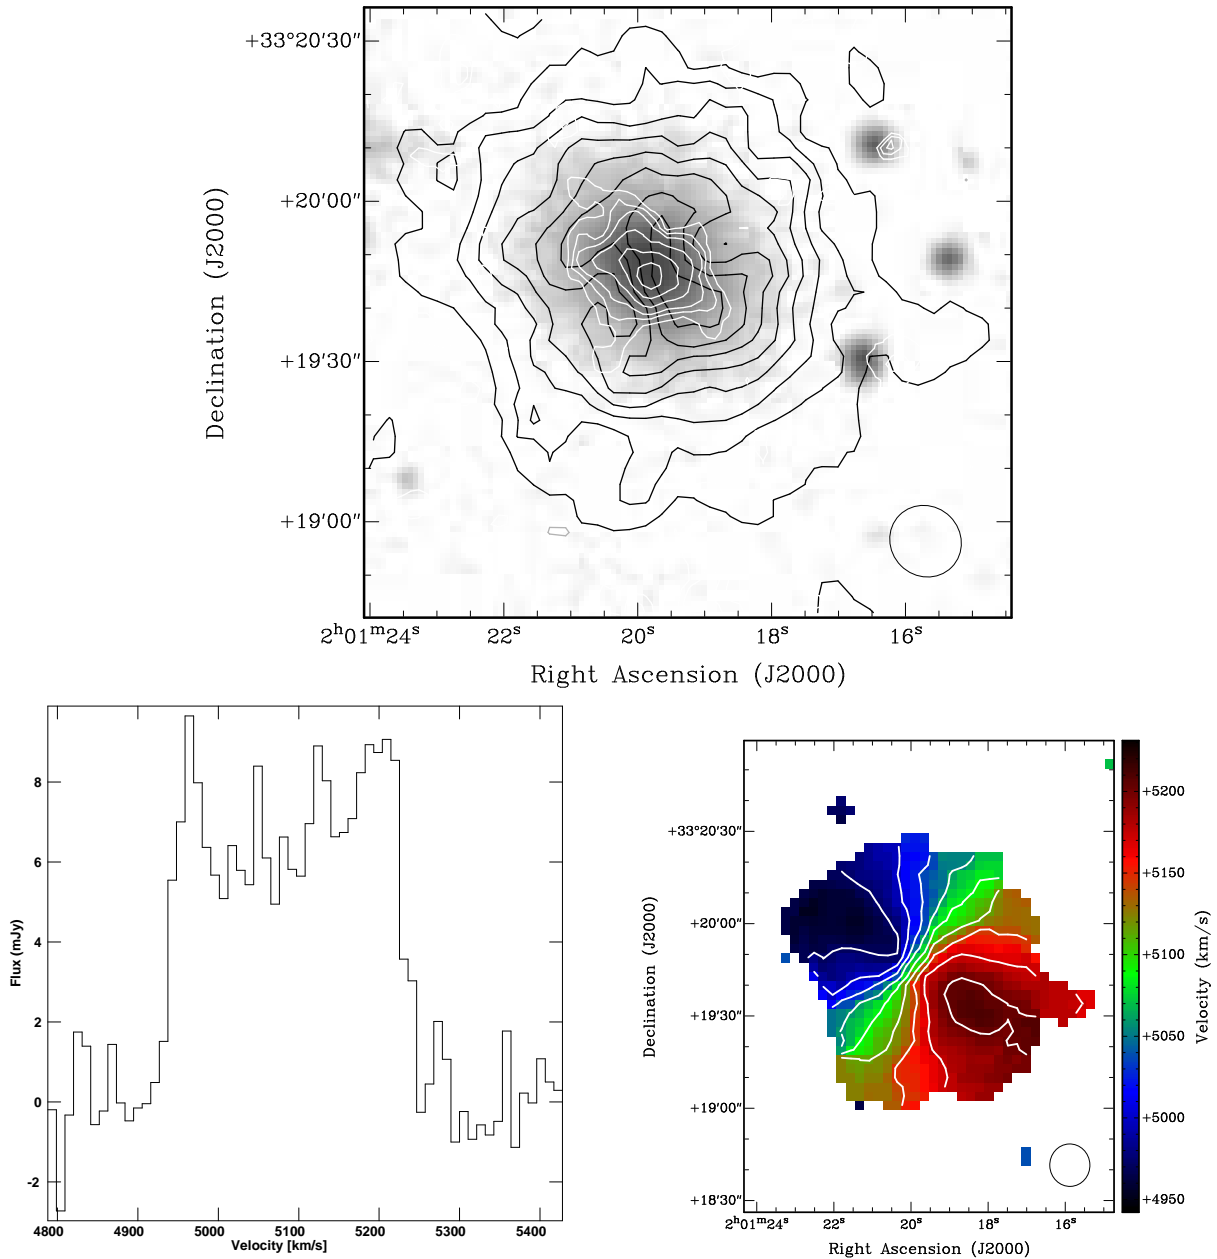 +33°20′30″
+20′00″
+19′30″
+19′00″
Declination (J2000)
2ʰ01ᵐ24ˢ 22ˢ 20ˢ 18ˢ 16ˢ
Right Ascension (J2000)
8
6
4
2
0
-2
Flux (mJy)
4800 4900 5000 5100 5200 5300 5400
Velocity [km/s]
+33°20′30″
+20′00″
+19′30″
+19′00″
+18′30″
Declination (J2000)
2ʰ01ᵐ24ˢ 22ˢ 20ˢ 18ˢ 16ˢ
Right Ascension (J2000)
+5200
+5150
+5100
+5050
+5000
+4950
Velocity (km/s)